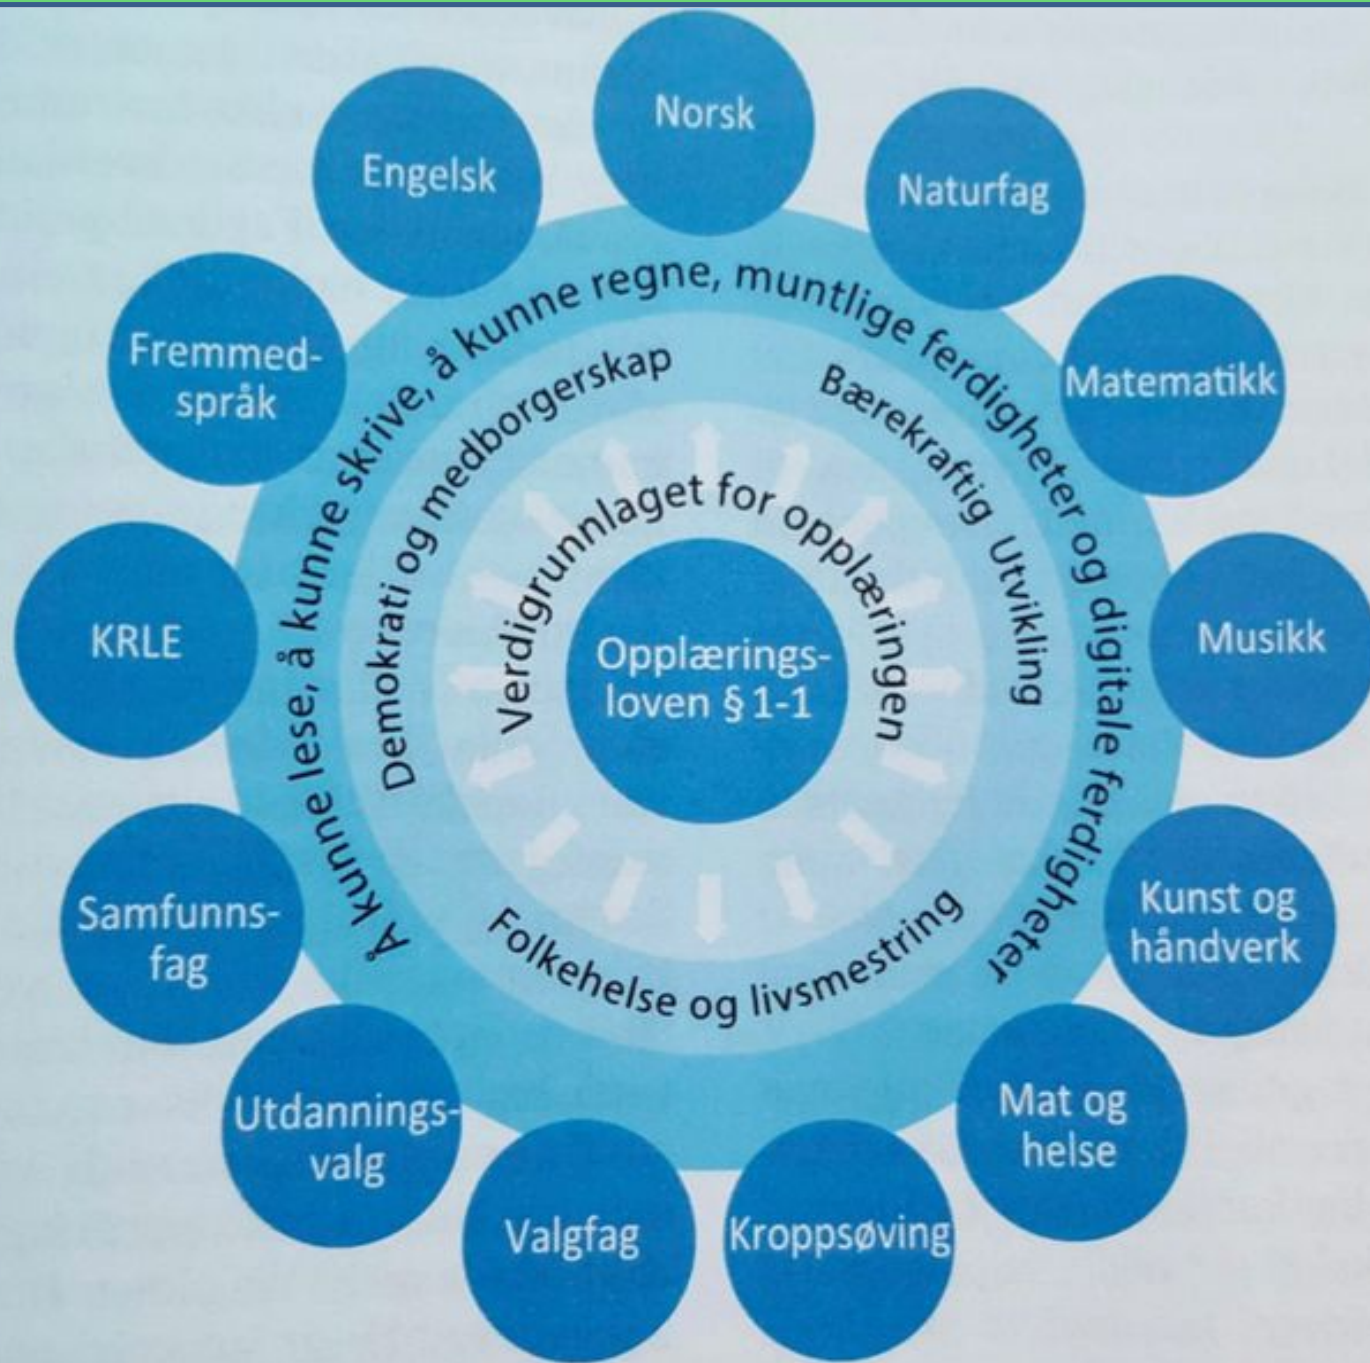 Norsk
Naturfag
Matematikk
Musikk
Kunst og
håndverk
Mat og
helse
Kroppsøving
Valgfag
Utdannings-
valg
Samfunns-
fag
KRLE
Fremmed-
språk
Engelsk
Å kunne lese, å kunne skrive, å kunne regne, muntlige ferdigheter og digitale ferdigheter
Demokrati og medborgerskap
Bærekraftig Utvikling
Folkehelse og livsmestring
Verdigrunnlaget for opplæringen
Opplærings-
loven § 1-1